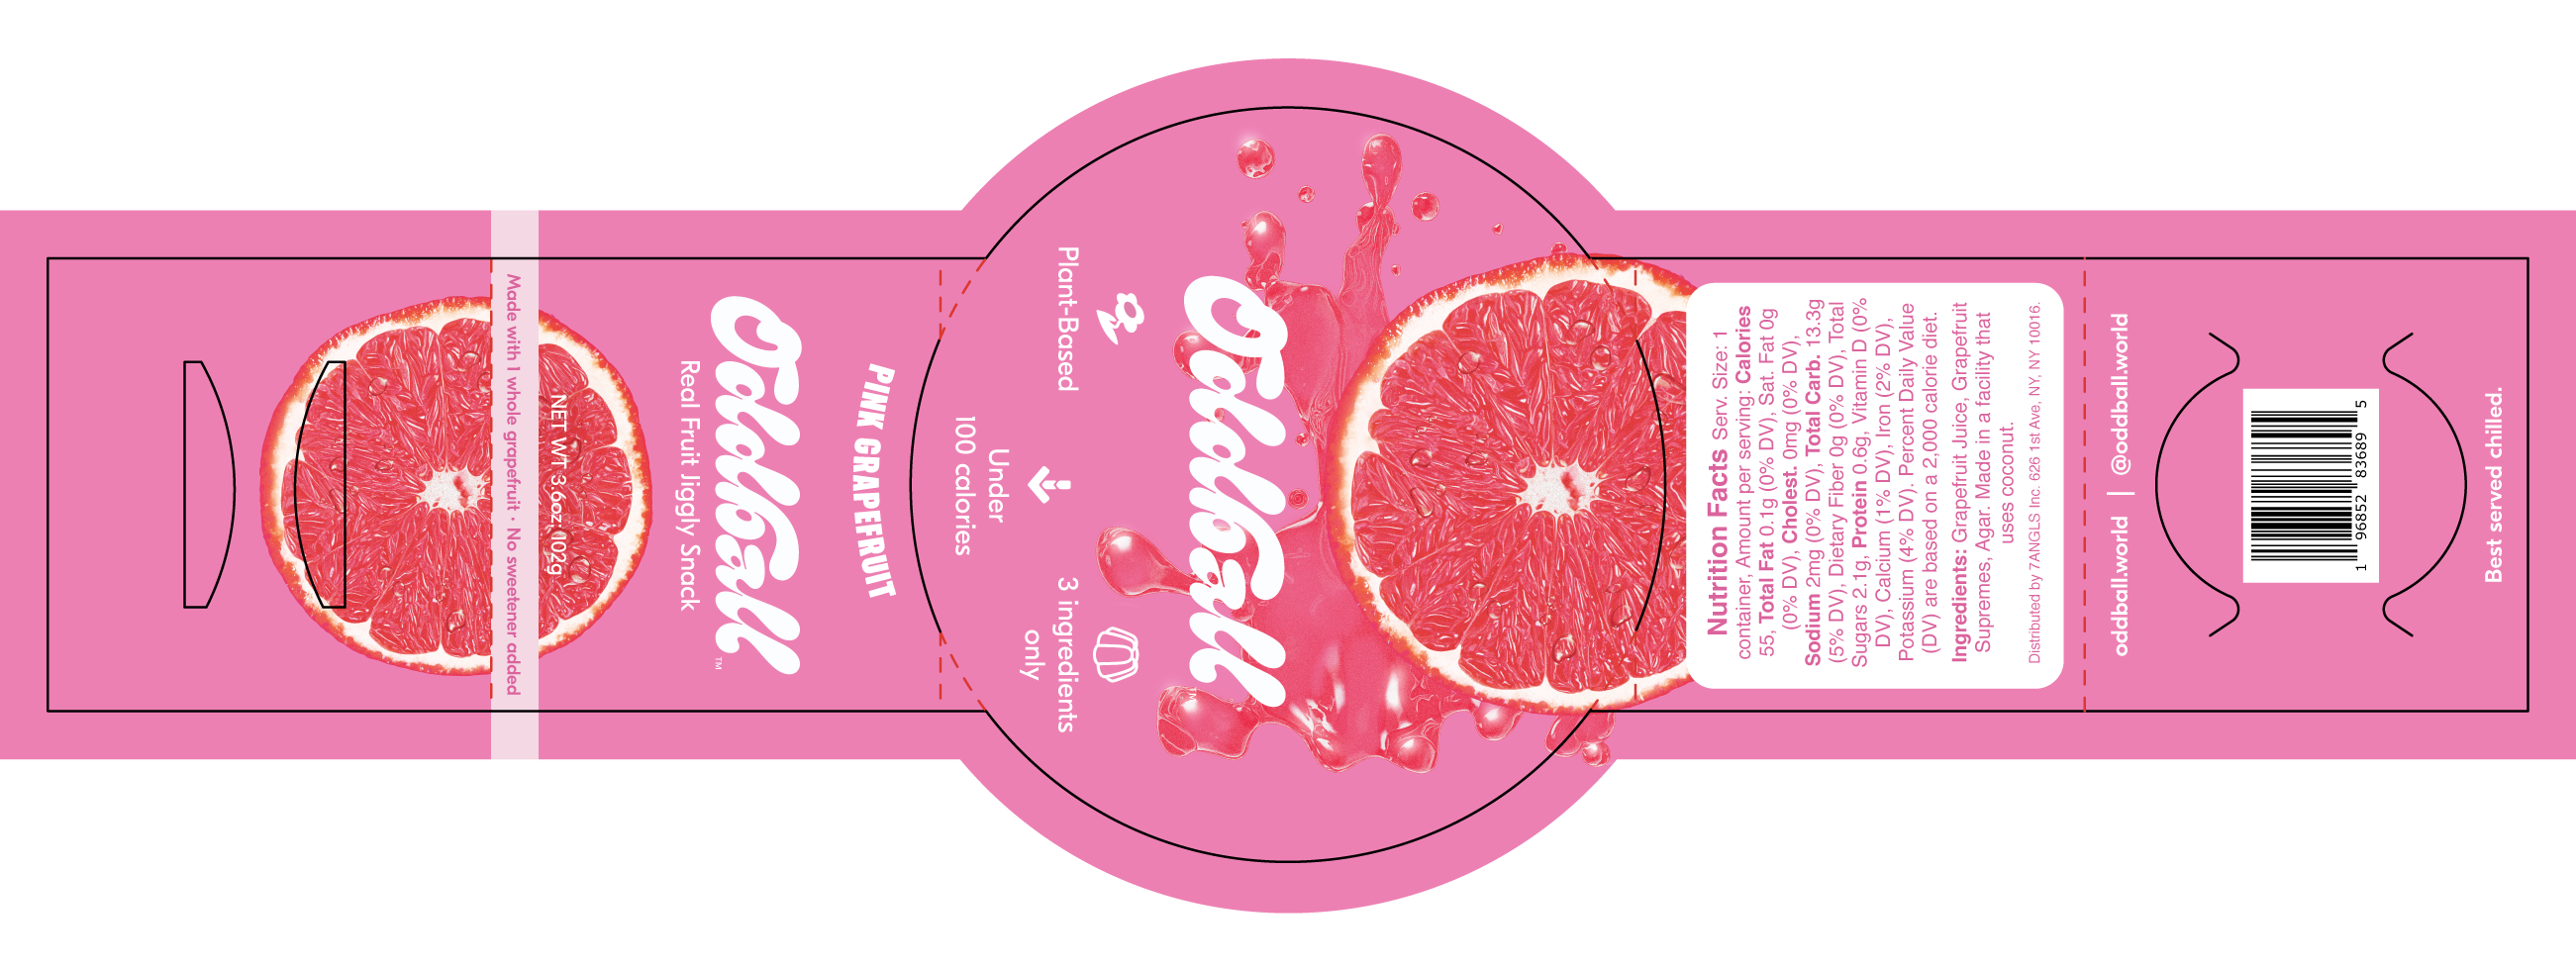 Made with 1 whole grapefruit • No sweetener added
NET WT 3.6oz 102g
Oddball™
Real Fruit Jiggly Snack
PINK GRAPEFRUIT
Plant-Based
Under
100 calories
3 ingredients
only
Oddball™
Nutrition Facts Serv. Size: 1
container, Amount per serving: Calories
55, Total Fat 0.1g (0% DV), Sat. Fat 0g
(0% DV), Cholest. 0mg (0% DV),
Sodium 2mg (0% DV), Total Carb. 13.3g
(5% DV), Dietary Fiber 0g (0% DV), Total
Sugars 2.1g, Protein 0.6g, Vitamin D (0%
DV), Calcium (1% DV), Iron (2% DV),
Potassium (4% DV). Percent Daily Value
(DV) are based on a 2,000 calorie diet.
Ingredients: Grapefruit Juice, Grapefruit
Supremes, Agar. Made in a facility that
uses coconut.
Distributed by 7ANGLS Inc. 626 1st Ave, NY, NY 10016.
oddball.world | @oddball.world
1 96852 83689 5
Best served chilled.